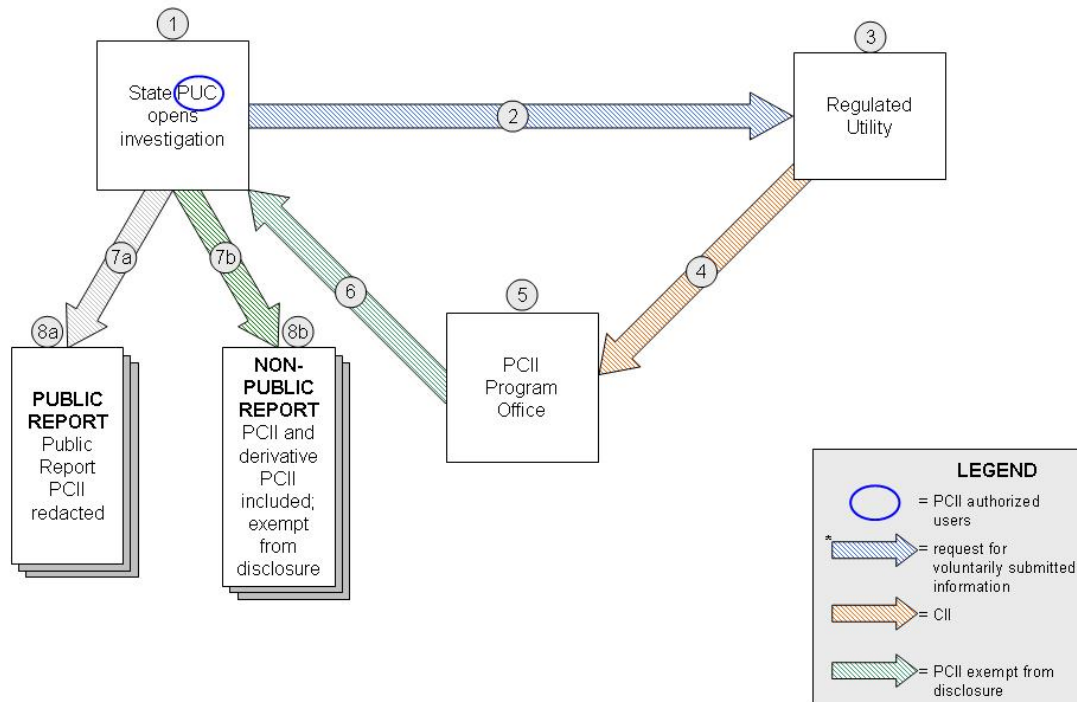 1
State PUC
opens
investigation
2
3
Regulated
Utility
4
5
PCII
Program
Office
6
7a
7b
8a
PUBLIC
REPORT
Public
Report
PCII
redacted
8b
NON-
PUBLIC
REPORT
PCII and
derivative
PCII
included;
exempt
from
disclosure
LEGEND
= PCII authorized
users
*
= request for
voluntarily submitted
information
= CII
= PCII exempt from
disclosure